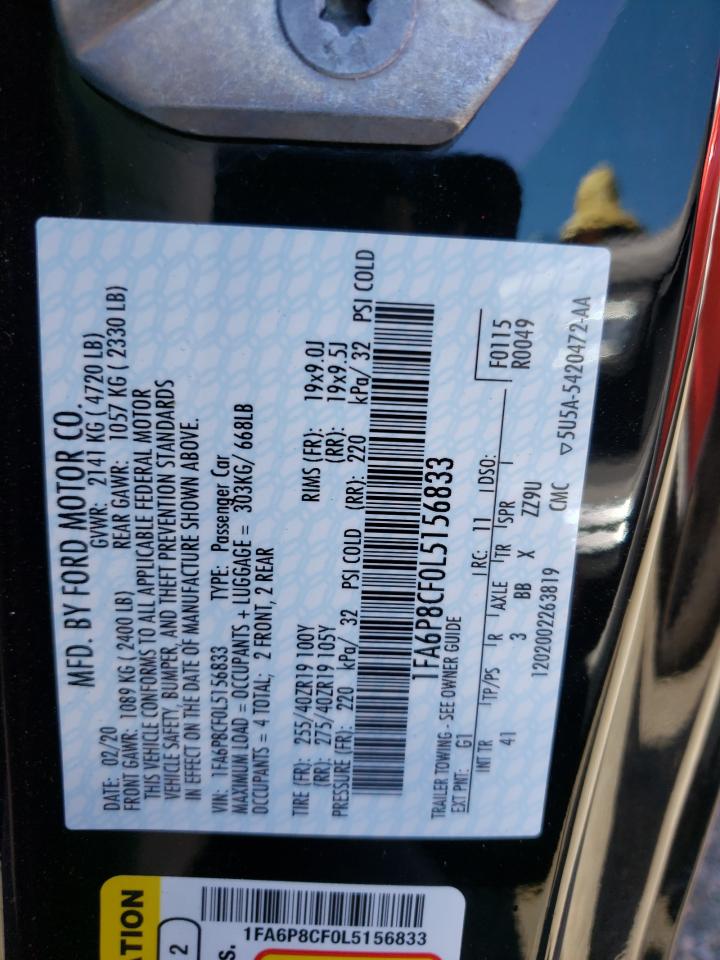 MFD. BY FORD MOTOR CO.
DATE: 02/20 GVWR: 2141 KG ( 4720 LB)
FRONT GAWR: 1089 KG ( 2400 LB) REAR GAWR: 1057 KG ( 2330 LB)
THIS VEHICLE CONFORMS TO ALL APPLICABLE FEDERAL MOTOR
VEHICLE SAFETY, BUMPER, AND THEFT PREVENTION STANDARDS
IN EFFECT ON THE DATE OF MANUFACTURE SHOWN ABOVE.
VIN: 1FA6P8CF0L5156833 TYPE: Passenger Car
MAXIMUM LOAD = OCCUPANTS + LUGGAGE = 303KG/ 668LB
OCCUPANTS = 4 TOTAL; 2 FRONT, 2 REAR
TIRE (FR): 255/40ZR19 100Y RIMS (FR): 19x9.0J
(RR): 275/40ZR19 105Y (RR): 19x9.5J
PRESSURE (FR): 220 kPa/ 32 PSI COLD (RR): 220 kPa/ 32 PSI COLD
1FA6P8CF0L5156833
TRAILER TOWING - SEE OWNER GUIDE
EXT PNT: G1 RC: 11 DSO: F0115
R0049
INT TR TP/PS R AXLE TR SPR
41 3 BB X ZZ9U
1202002263819 CMC ▽5U5A-5420472-AA
ATION
2
s.
1FA6P8CF0L5156833